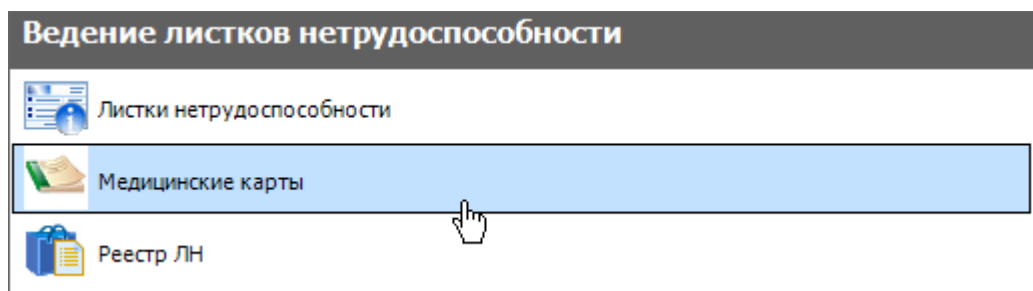 Ведение листков нетрудоспособности
Листки нетрудоспособности
Медицинские карты
Реестр ЛН